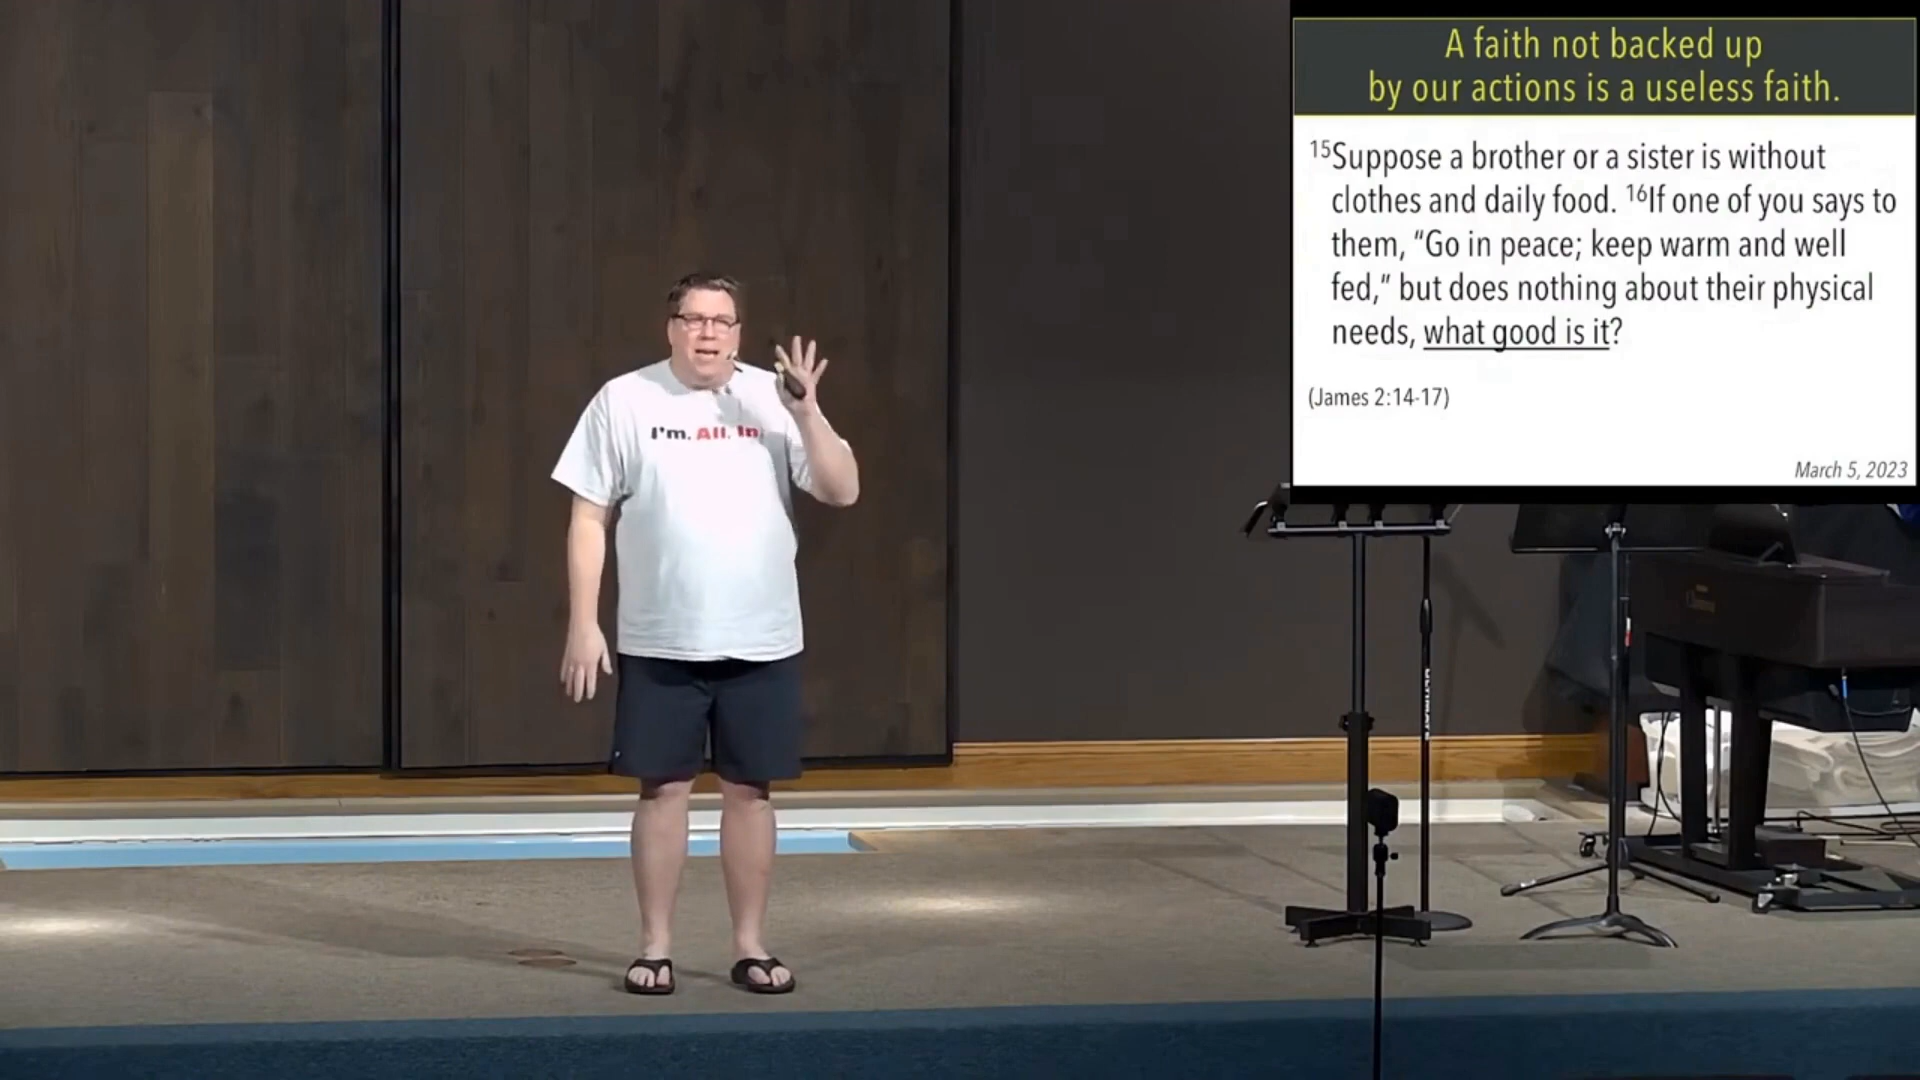 A faith not backed up
by our actions is a useless faith.
15Suppose a brother or a sister is without
clothes and daily food. 16If one of you says to
them, “Go in peace; keep warm and well
fed,” but does nothing about their physical
needs, what good is it?
(James 2:14-17)
March 5, 2023
I'm. All. In